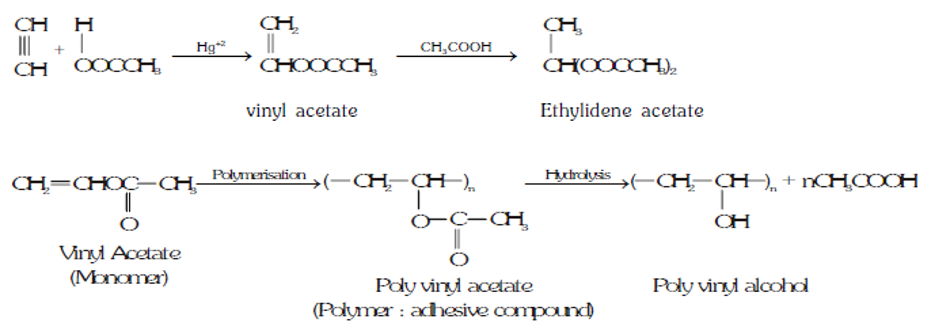 CH H CH₂ CH₃
+ Hg⁺² CH₃COOH
CH OOCCH₃ CHOOCCH₃ CH(OOCCH₃)₂
vinyl acetate Ethylidene acetate
CH₂=CHOC−CH₃ Polymerisation (−CH₂−CH−)ₙ Hydrolysis (−CH₂−CH−)ₙ + nCH₃COOH
O O−C−CH₃ OH
Vinyl Acetate O
(Monomer) Poly vinyl acetate Poly vinyl alcohol
(Polymer : adhesive compound)